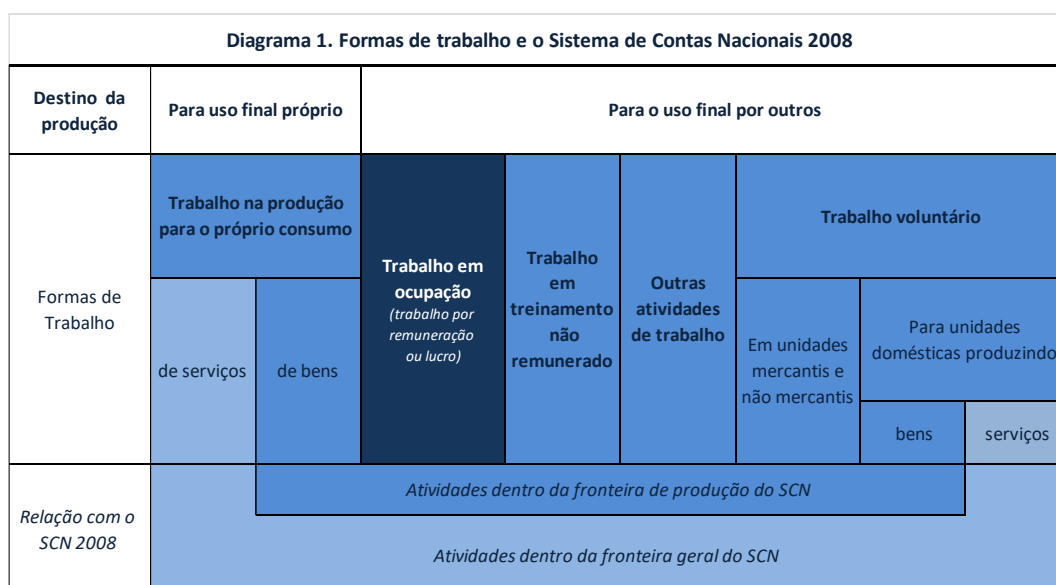 Diagrama 1. Formas de trabalho e o Sistema de Contas Nacionais 2008
Destino da
produção
Para uso final próprio
Para o uso final por outros
Formas de
Trabalho
Trabalho na produção
para o próprio consumo
de serviços
de bens
Trabalho em
ocupação
(trabalho por
remuneração
ou lucro)
Trabalho
em
treinamento
não
remunerado
Outras
atividades
de trabalho
Trabalho voluntário
Em unidades
mercantis e
não mercantis
Para unidades
domésticas produzindo
bens
serviços
Relação com o
SCN 2008
Atividades dentro da fronteira de produção do SCN
Atividades dentro da fronteira geral do SCN